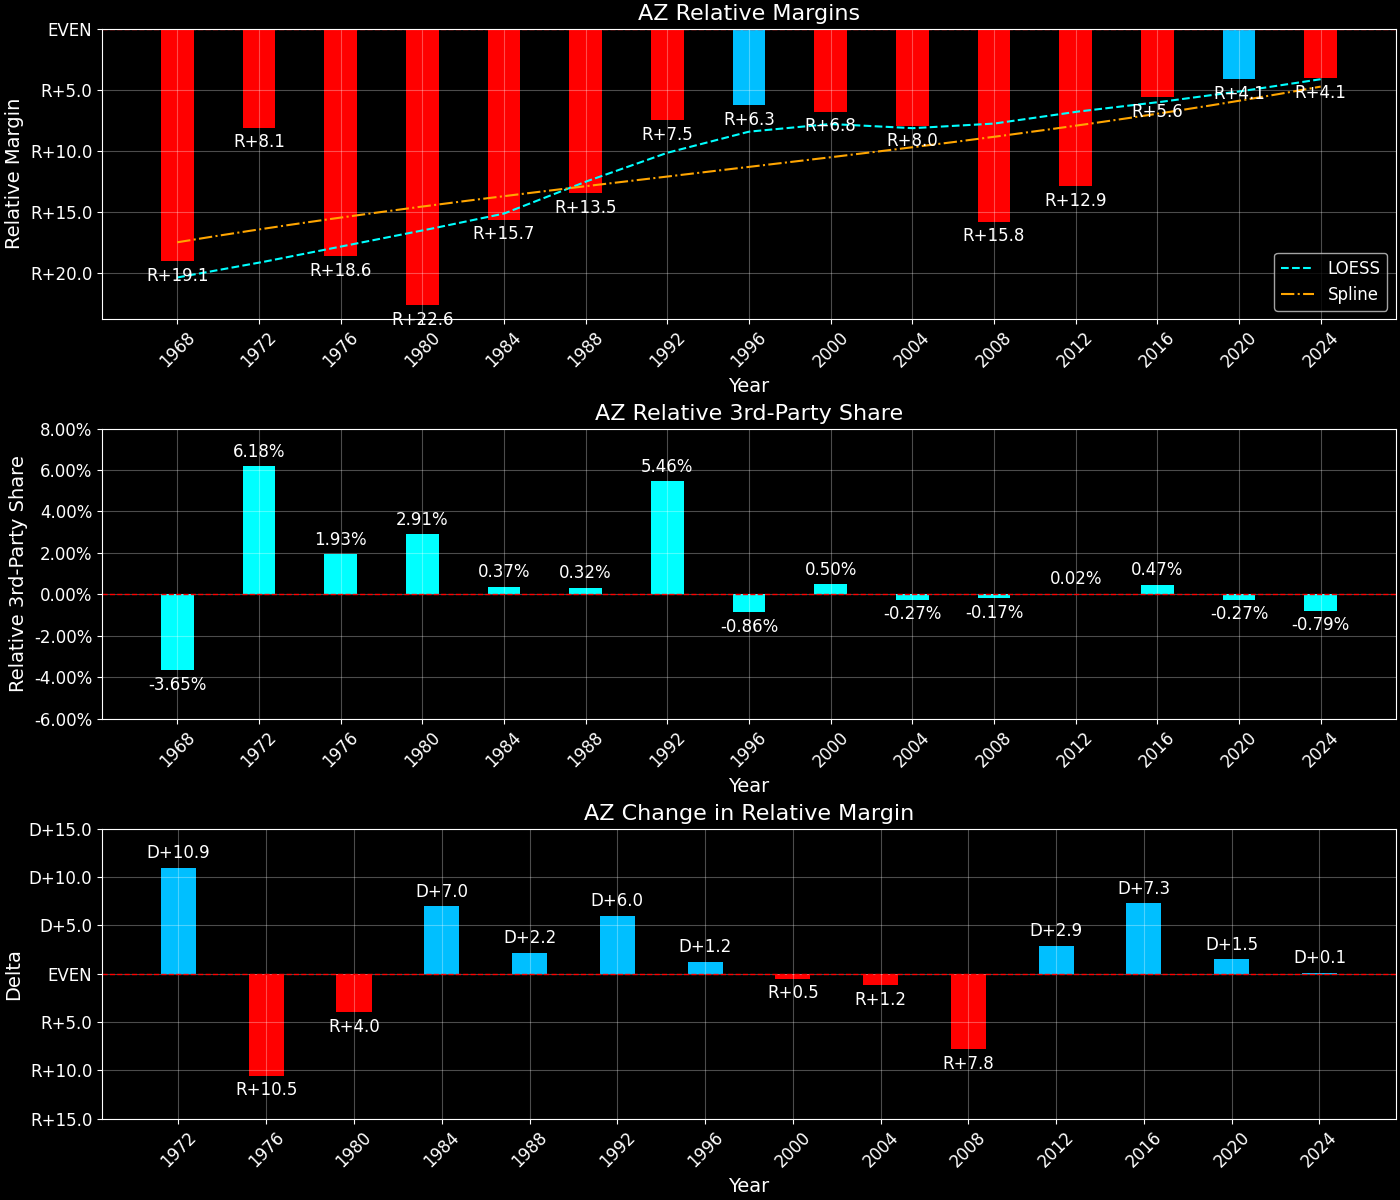 AZ Relative Margins
Relative Margin
EVEN
R+5.0
R+10.0
R+15.0
R+20.0
R+19.1
R+8.1
R+18.6
R+22.6
R+15.7
R+13.5
R+7.5
R+6.3
R+6.8
R+8.0
R+15.8
R+12.9
R+5.6
R+4.1
R+4.1
LOESS
Spline
1968
1972
1976
1980
1984
1988
1992
1996
2000
2004
2008
2012
2016
2020
2024
Year
AZ Relative 3rd-Party Share
Relative 3rd-Party Share
8.00%
6.00%
4.00%
2.00%
0.00%
-2.00%
-4.00%
-6.00%
-3.65%
6.18%
1.93%
2.91%
0.37%
0.32%
5.46%
-0.86%
0.50%
-0.27%
-0.17%
0.02%
0.47%
-0.27%
-0.79%
1968
1972
1976
1980
1984
1988
1992
1996
2000
2004
2008
2012
2016
2020
2024
Year
AZ Change in Relative Margin
Delta
D+15.0
D+10.0
D+5.0
EVEN
R+5.0
R+10.0
R+15.0
D+10.9
R+10.5
R+4.0
D+7.0
D+2.2
D+6.0
D+1.2
R+0.5
R+1.2
R+7.8
D+2.9
D+7.3
D+1.5
D+0.1
1972
1976
1980
1984
1988
1992
1996
2000
2004
2008
2012
2016
2020
2024
Year